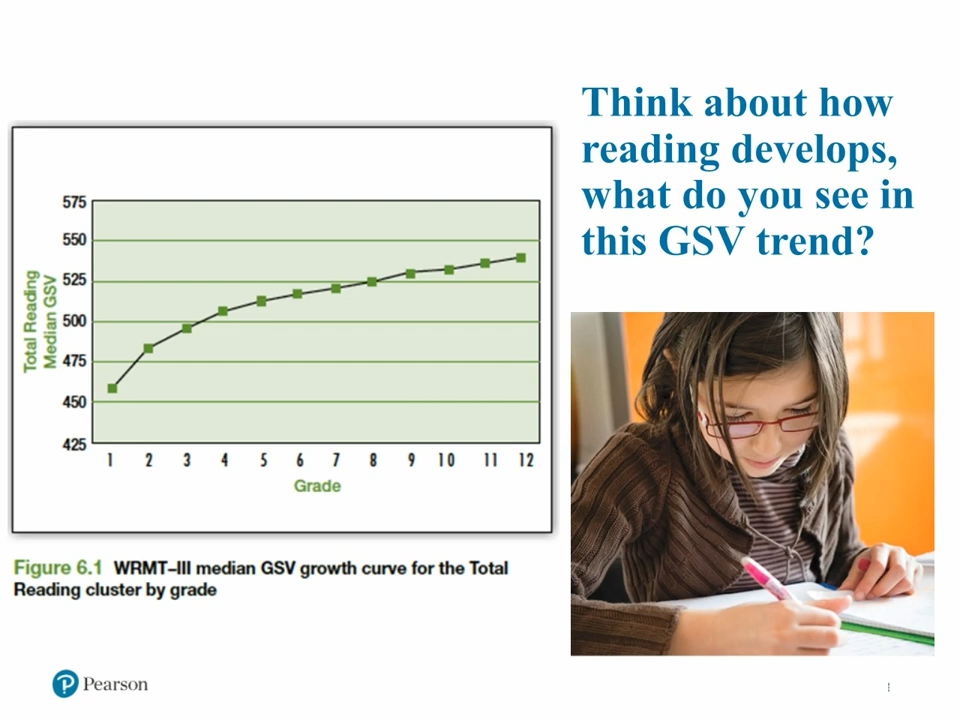 Think about how
reading develops,
what do you see in
this GSV trend?
575
550
525
500
475
450
425
Total Reading
Median GSV
1 2 3 4 5 6 7 8 9 10 11 12
Grade
Figure 6.1 WRMT–III median GSV growth curve for the Total
Reading cluster by grade
Pearson